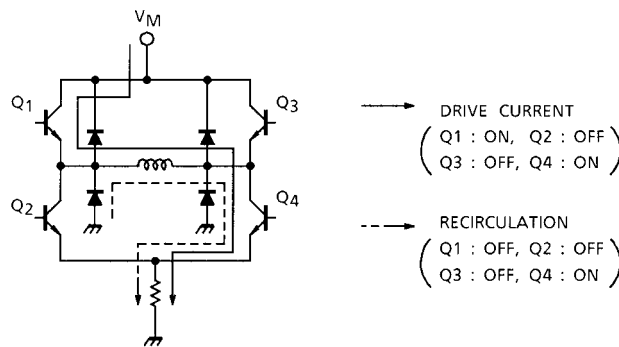 VM
Q1
Q3
Q2
Q4
DRIVE CURRENT
( Q1 : ON, Q2 : OFF
Q3 : OFF, Q4 : ON )
RECIRCULATION
( Q1 : OFF, Q2 : OFF
Q3 : OFF, Q4 : ON )